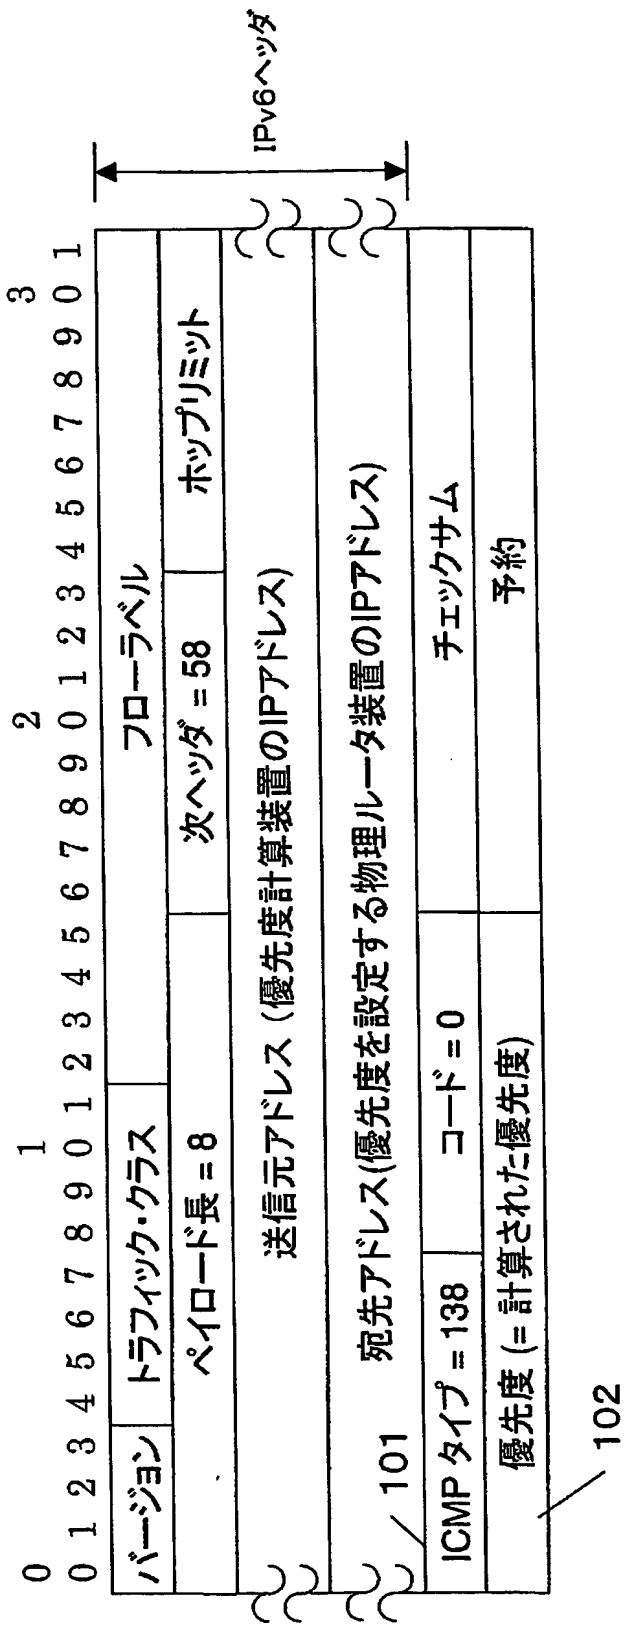 0 1 2 3
0 1 2 3 4 5 6 7 8 9 0 1 2 3 4 5 6 7 8 9 0 1 2 3 4 5 6 7 8 9 0 1
バージョン トラフィック・クラス フローラベル
ペイロード長 = 8 次ヘッダ = 58 ホップリミット
送信元アドレス (優先度計算装置のIPアドレス)
宛先アドレス(優先度を設定する物理ルータ装置のIPアドレス)
IPv6ヘッダ
101
ICMP タイプ = 138 コード = 0 チェックサム
優先度 (= 計算された優先度) 予約
102